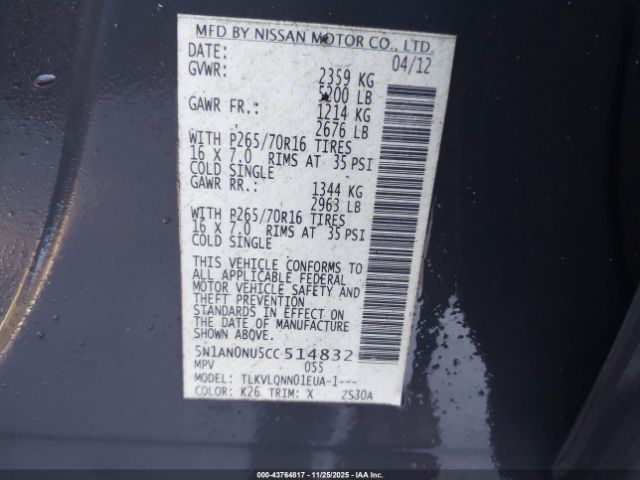 MFD BY NISSAN MOTOR CO., LTD.
DATE: 04/12
GVWR: 2359 KG
5200 LB
GAWR FR.: 1214 KG
2676 LB
WITH P265/70R16 TIRES
16 X 7.0 RIMS AT 35 PSI
COLD SINGLE
GAWR RR.: 1344 KG
2963 LB
WITH P265/70R16 TIRES
16 X 7.0 RIMS AT 35 PSI
COLD SINGLE
THIS VEHICLE CONFORMS TO
ALL APPLICABLE FEDERAL
MOTOR VEHICLE SAFETY AND
THEFT PREVENTION
STANDARDS IN EFFECT ON
THE DATE OF MANUFACTURE
SHOWN ABOVE.
5N1AN0NU5CC514832
MPV 055
MODEL: TLKVLQNN01EUA-1---
COLOR: K26 TRIM: X ZS30A
000-43764817 - 11/25/2025 - IAA Inc.